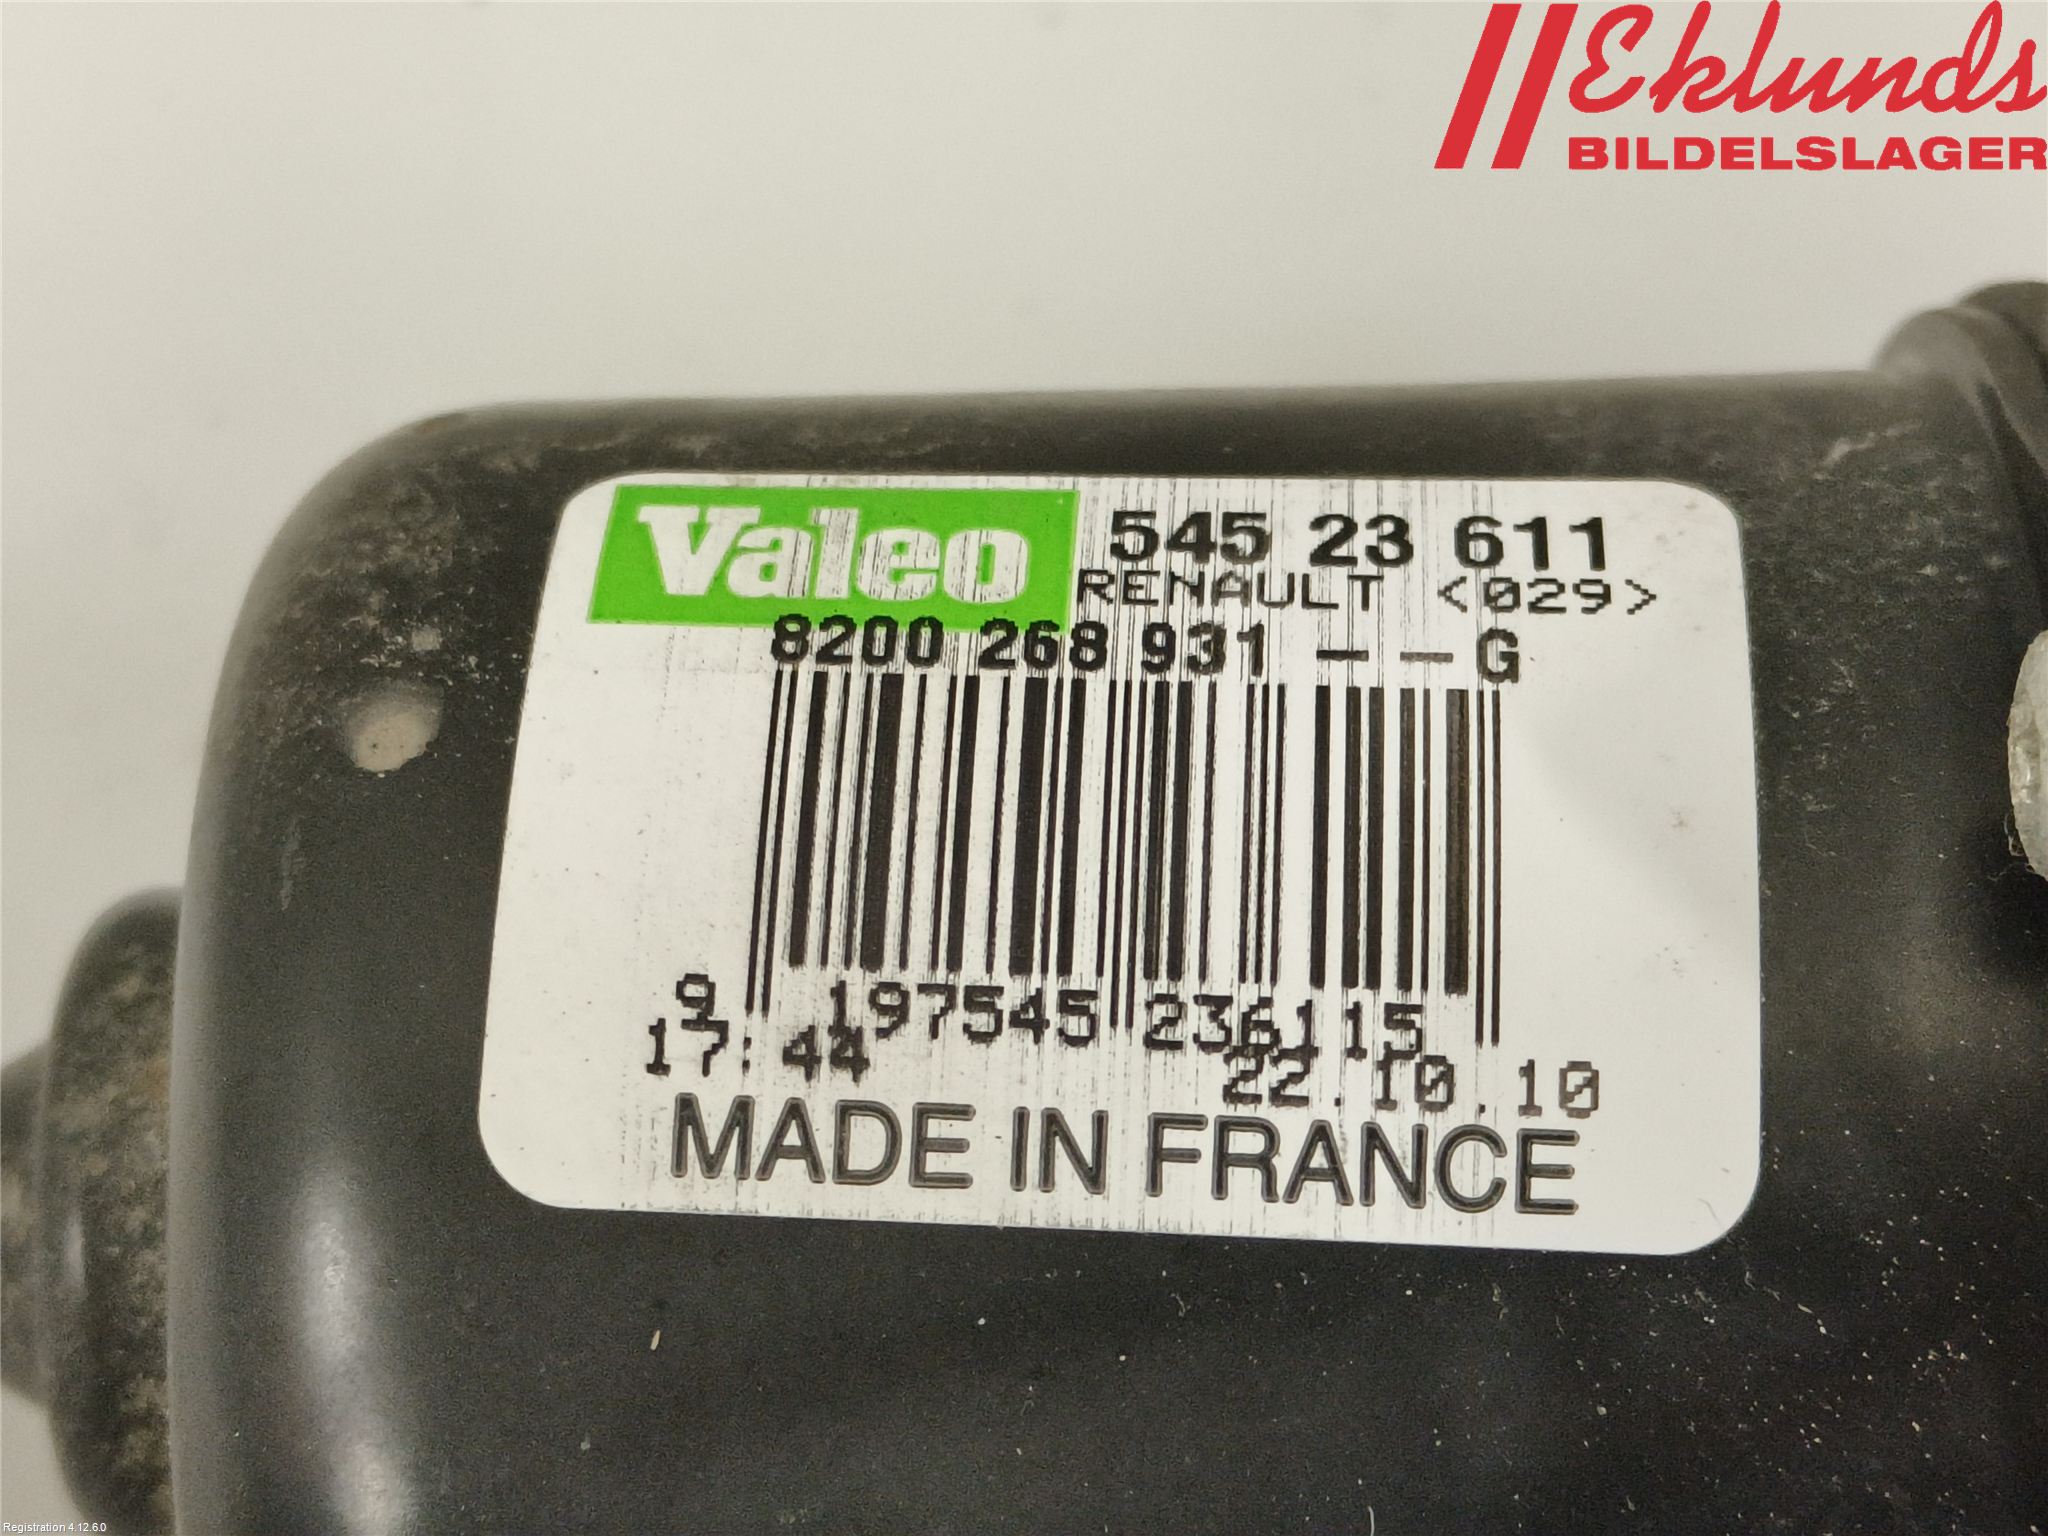 Eklunds
BILDELSLAGER
Valeo 545 23 611
RENAULT <029>
8200 268 931 - - G
9 197545 236115
17:44 22.10.10
MADE IN FRANCE
Registration 4.12.6.0